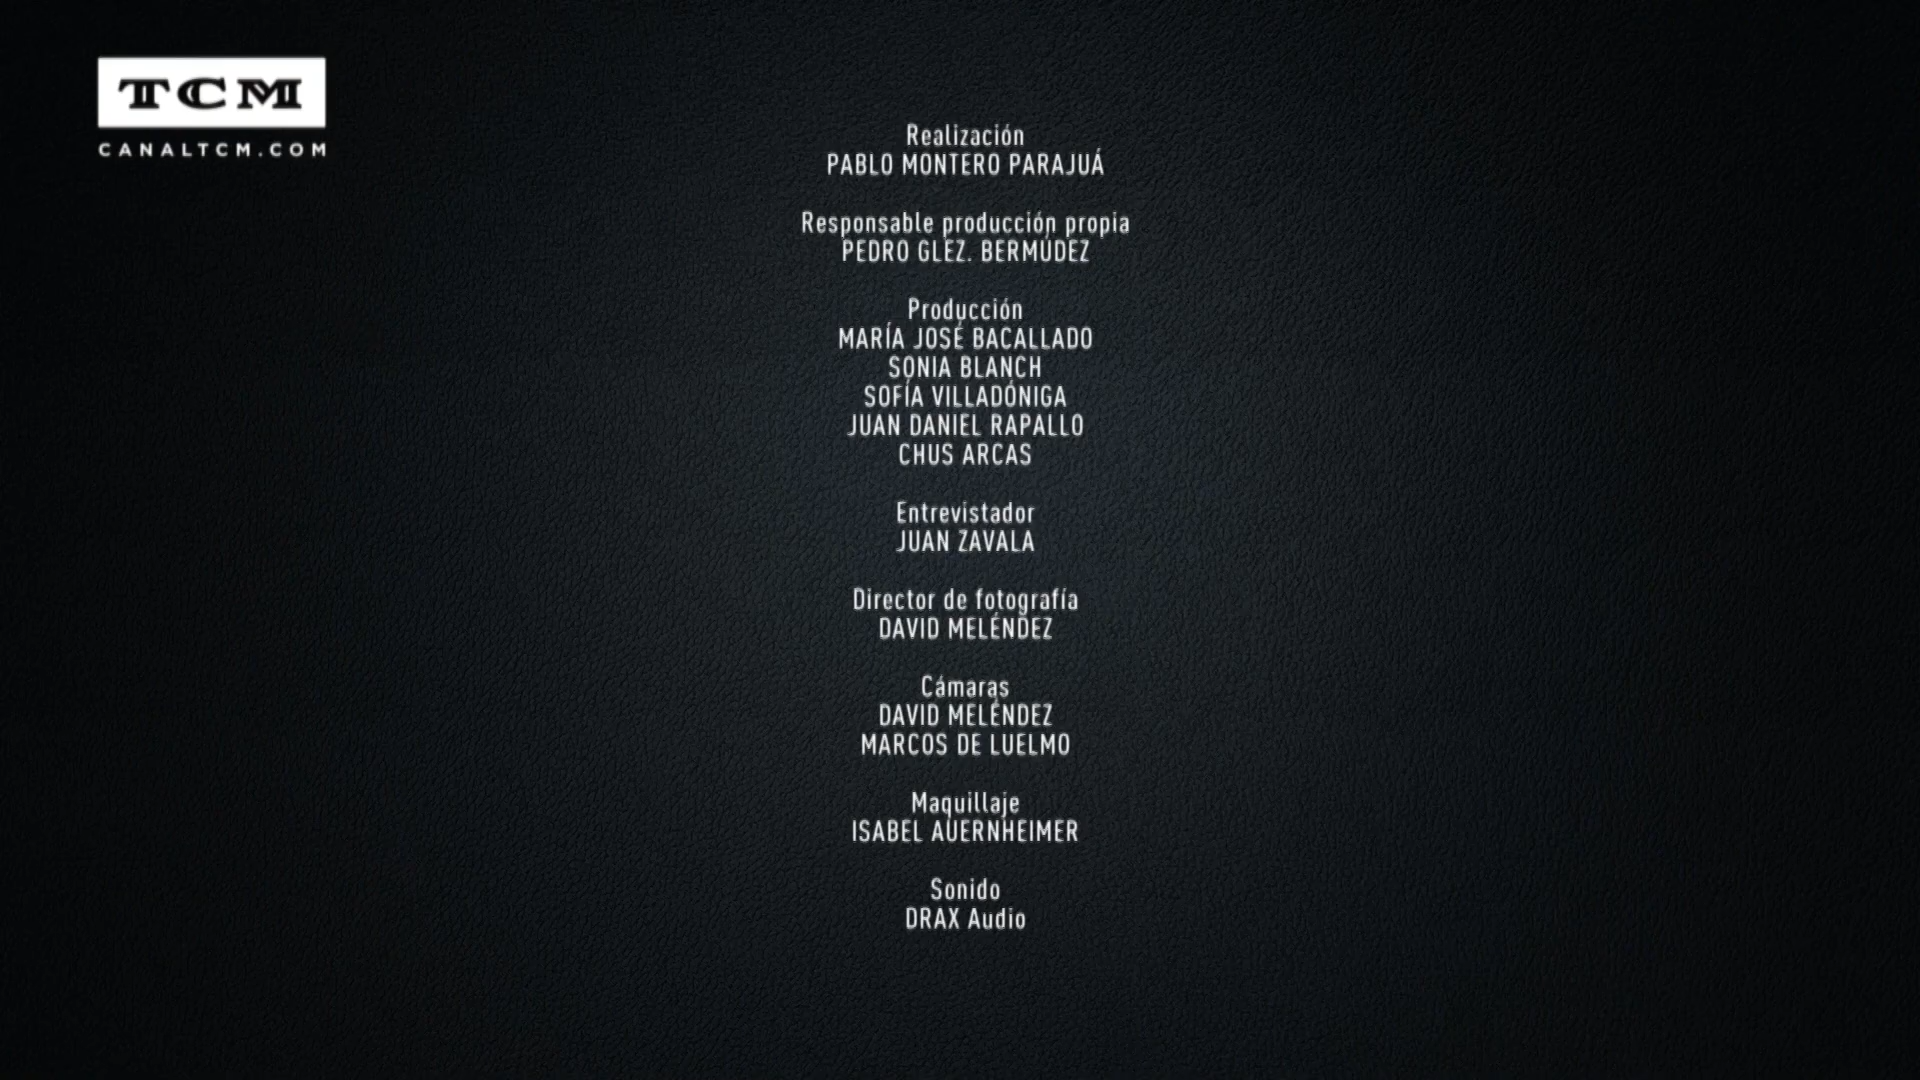 TCM
CANALTCM.COM
Realización
PABLO MONTERO PARAJUÁ
Responsable producción propia
PEDRO GLEZ. BERMÚDEZ
Producción
MARÍA JOSÉ BACALLADO
SONIA BLANCH
SOFÍA VILLADÓNIGA
JUAN DANIEL RAPALLO
CHUS ARCAS
Entrevistador
JUAN ZAVALA
Director de fotografía
DAVID MELÉNDEZ
Cámaras
DAVID MELÉNDEZ
MARCOS DE LUELMO
Maquillaje
ISABEL AUERNHEIMER
Sonido
DRAX Audio